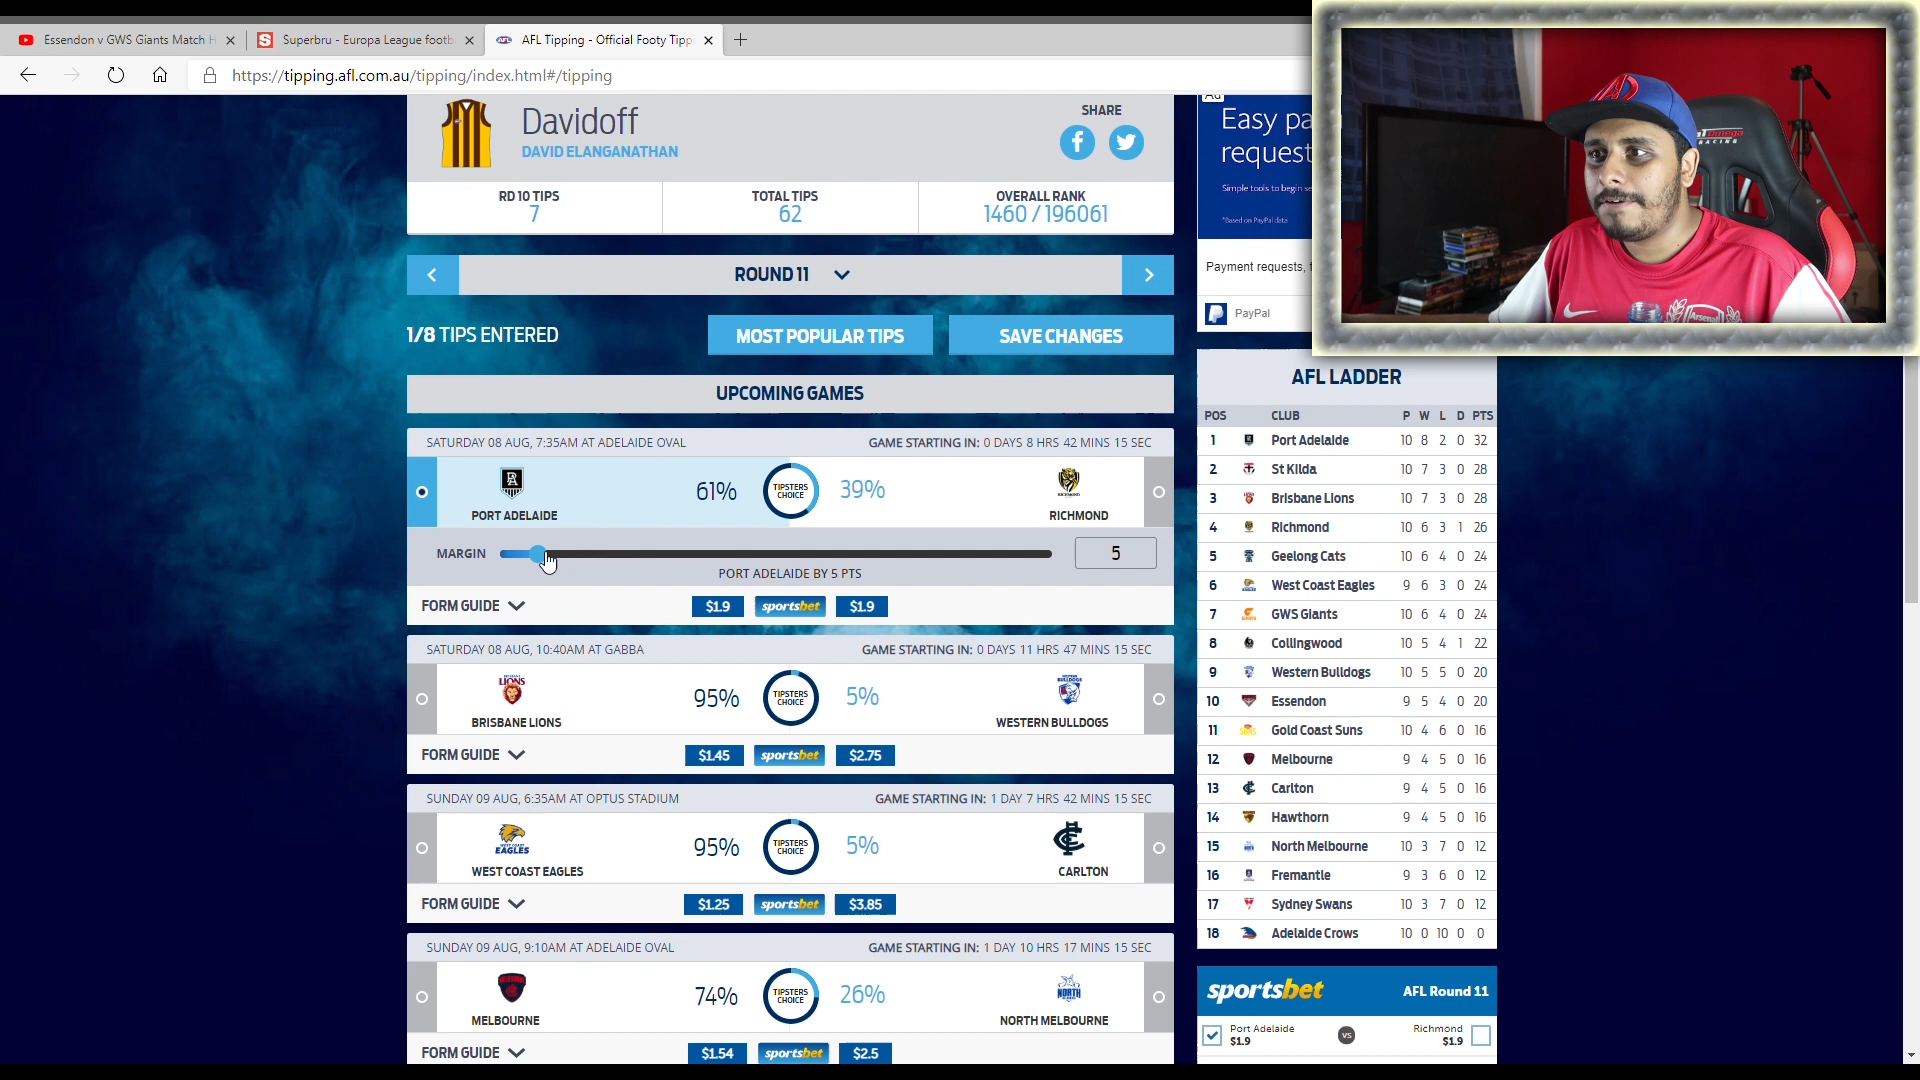 Essendon v GWS Giants Match H
Superbru - Europa League footb
AFL Tipping - Official Footy Tipp
https://tipping.afl.com.au/tipping/index.html#/tipping
Davidoff
DAVID ELANGANATHAN
SHARE
RD 10 TIPS
7
TOTAL TIPS
62
OVERALL RANK
1460 / 196061
ROUND 11
1/8 TIPS ENTERED
MOST POPULAR TIPS
SAVE CHANGES
UPCOMING GAMES
SATURDAY 08 AUG, 7:35AM AT ADELAIDE OVAL
GAME STARTING IN: 0 DAYS 8 HRS 42 MINS 15 SEC
61%
TIPSTERS
CHOICE
39%
PORT ADELAIDE
RICHMOND
MARGIN
5
PORT ADELAIDE BY 5 PTS
FORM GUIDE
$1.9
sportsbet
$1.9
SATURDAY 08 AUG, 10:40AM AT GABBA
GAME STARTING IN: 0 DAYS 11 HRS 47 MINS 15 SEC
95%
TIPSTERS
CHOICE
5%
BRISBANE LIONS
WESTERN BULLDOGS
FORM GUIDE
$1.45
sportsbet
$2.75
SUNDAY 09 AUG, 6:35AM AT OPTUS STADIUM
GAME STARTING IN: 1 DAY 7 HRS 42 MINS 15 SEC
95%
TIPSTERS
CHOICE
5%
WEST COAST EAGLES
CARLTON
FORM GUIDE
$1.25
sportsbet
$3.85
SUNDAY 09 AUG, 9:10AM AT ADELAIDE OVAL
GAME STARTING IN: 1 DAY 10 HRS 17 MINS 15 SEC
74%
TIPSTERS
CHOICE
26%
MELBOURNE
NORTH MELBOURNE
FORM GUIDE
$1.54
sportsbet
$2.5
Ad
Easy pa
request
Simple tools to begin se
*Based on PayPal data
Payment requests,
PayPal
AFL LADDER
POS CLUB P W L D PTS
1 Port Adelaide 10 8 2 0 32
2 St Kilda 10 7 3 0 28
3 Brisbane Lions 10 7 3 0 28
4 Richmond 10 6 3 1 26
5 Geelong Cats 10 6 4 0 24
6 West Coast Eagles 9 6 3 0 24
7 GWS Giants 10 6 4 0 24
8 Collingwood 10 5 4 1 22
9 Western Bulldogs 10 5 5 0 20
10 Essendon 9 5 4 0 20
11 Gold Coast Suns 10 4 6 0 16
12 Melbourne 9 4 5 0 16
13 Carlton 9 4 5 0 16
14 Hawthorn 9 4 5 0 16
15 North Melbourne 10 3 7 0 12
16 Fremantle 9 3 6 0 12
17 Sydney Swans 10 3 7 0 12
18 Adelaide Crows 10 0 10 0 0
sportsbet
AFL Round 11
Port Adelaide
$1.9
VS
Richmond
$1.9
Arsenal
RACING